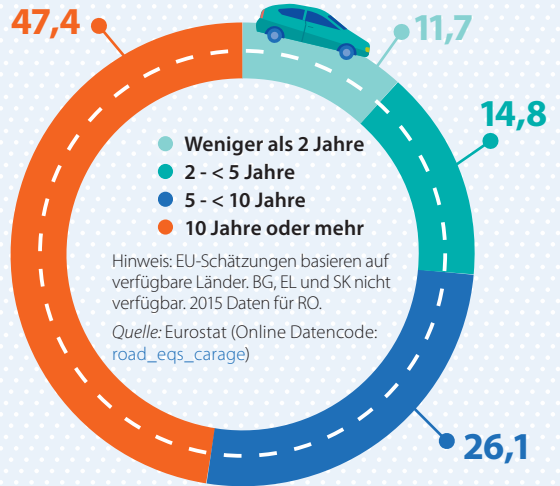 47,4
11,7
14,8
Weniger als 2 Jahre
2 - < 5 Jahre
5 - < 10 Jahre
10 Jahre oder mehr
Hinweis: EU-Schätzungen basieren auf
verfügbare Länder. BG, EL und SK nicht
verfügbar. 2015 Daten für RO.
Quelle: Eurostat (Online Datencode:
road_eqs_carage)
26,1